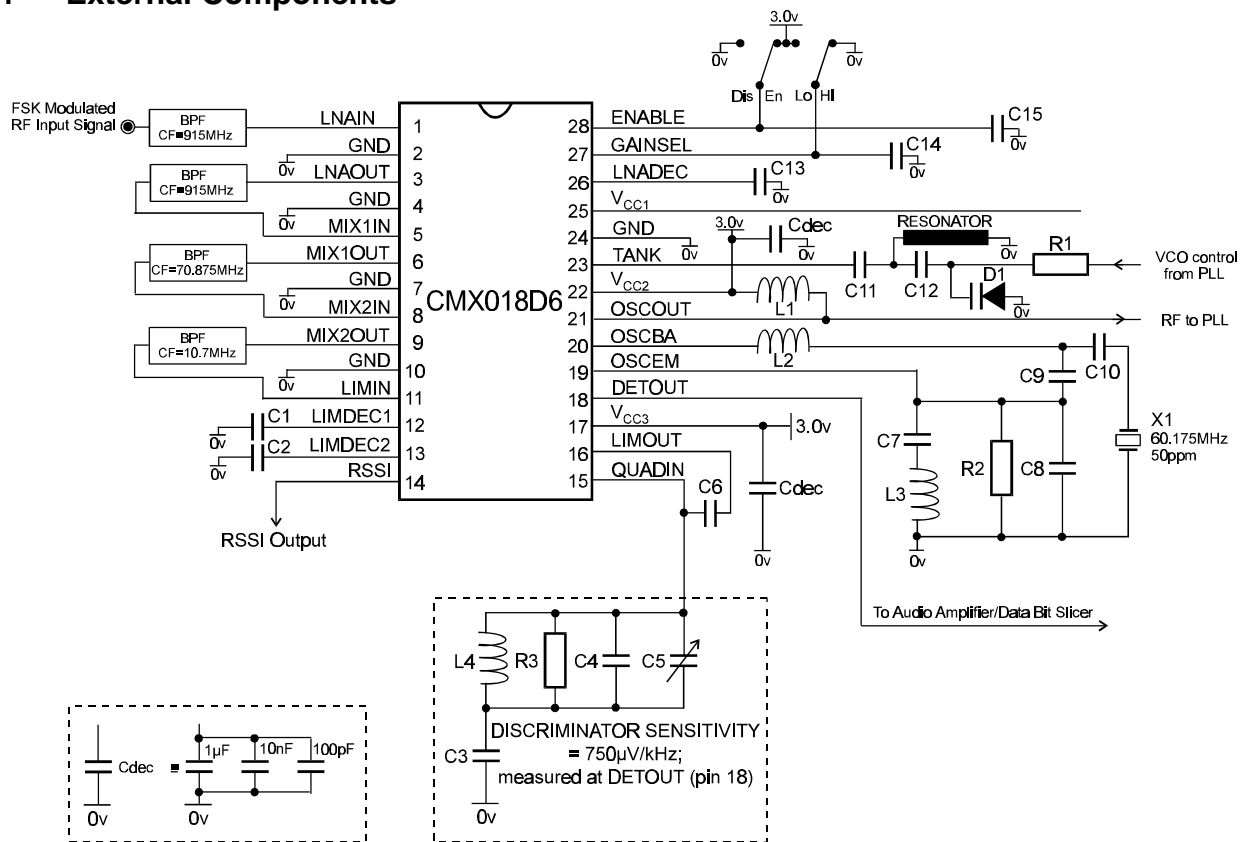 External Components
FSK Modulated
RF Input Signal
BPF
CF=915MHz
BPF
CF=915MHz
BPF
CF=70.875MHz
BPF
CF=10.7MHz
LNAIN
1
GND
0v
2
LNAOUT
3
GND
0v
4
MIX1IN
5
MIX1OUT
6
GND
0v
7
MIX2IN
8
MIX2OUT
9
GND
0v
10
LIMIN
11
C1
LIMDEC1
0v
12
C2
LIMDEC2
0v
13
RSSI
14
RSSI Output
CMX018D6
3.0v
0v
0v
Dis
En
Lo
HI
28
ENABLE
C15
0v
27
GAINSEL
C14
0v
26
LNADEC
C13
0v
25
VCC1
24
GND
0v
3.0v
Cdec
0v
RESONATOR
0v
23
TANK
C11
C12
D1
0v
R1
VCO control
from PLL
22
VCC2
L1
21
OSCOUT
RF to PLL
20
OSCBA
L2
C9
C10
19
OSCEM
18
DETOUT
17
VCC3
3.0v
16
LIMOUT
15
QUADIN
C6
Cdec
0v
C7
L3
R2
C8
0v
X1
60.175MHz
50ppm
To Audio Amplifier/Data Bit Slicer
L4
R3
C4
C5
DISCRIMINATOR SENSITIVITY
= 750µV/kHz;
measured at DETOUT (pin 18)
C3
0v
Cdec
0v
=
1µF
10nF
100pF
0v